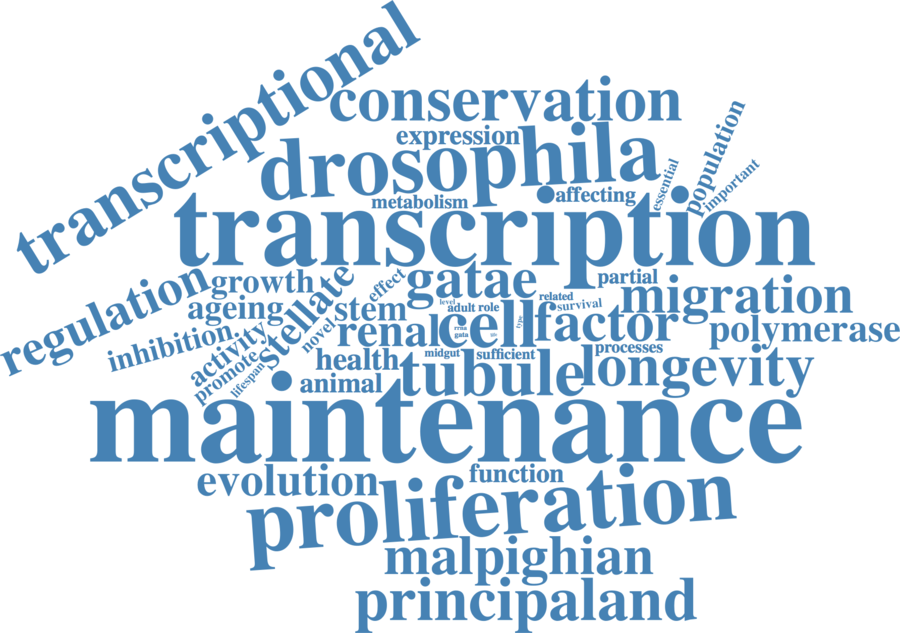 transcriptional
conservation
expression
drosophila
population
essential
important
metabolism
affecting
transcription
regulation
growth
ageing
stellate
effect
gatae
partial
migration
inhibition
activity
promote
lifespan
novel
stem
level
adult role
related
survival
renal
rrna
gata
cell
type
factor
polymerase
health
midgut
sufficient
processes
animal
tubule
longevity
maintenance
evolution
function
proliferation
malpighian
principaland